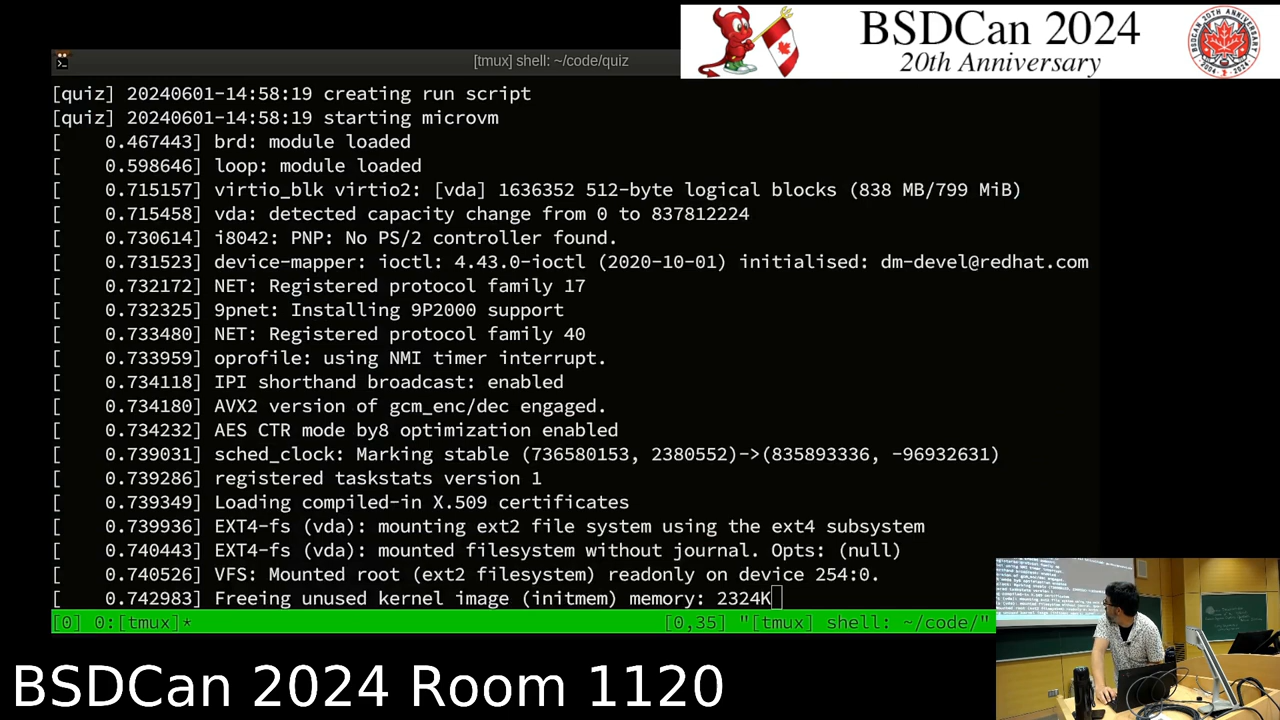 BSDCan 2024
20th Anniversary
[tmux] shell: ~/code/quiz
[quiz] 20240601-14:58:19 creating run script
[quiz] 20240601-14:58:19 starting microvm
[    0.467443] brd: module loaded
[    0.598646] loop: module loaded
[    0.715157] virtio_blk virtio2: [vda] 1636352 512-byte logical blocks (838 MB/799 MiB)
[    0.715458] vda: detected capacity change from 0 to 837812224
[    0.730614] i8042: PNP: No PS/2 controller found.
[    0.731523] device-mapper: ioctl: 4.43.0-ioctl (2020-10-01) initialised: dm-devel@redhat.com
[    0.732172] NET: Registered protocol family 17
[    0.732325] 9pnet: Installing 9P2000 support
[    0.733480] NET: Registered protocol family 40
[    0.733959] oprofile: using NMI timer interrupt.
[    0.734118] IPI shorthand broadcast: enabled
[    0.734180] AVX2 version of gcm_enc/dec engaged.
[    0.734232] AES CTR mode by8 optimization enabled
[    0.739031] sched_clock: Marking stable (736580153, 2380552)->(835893336, -96932631)
[    0.739286] registered taskstats version 1
[    0.739349] Loading compiled-in X.509 certificates
[    0.739936] EXT4-fs (vda): mounting ext2 file system using the ext4 subsystem
[    0.740443] EXT4-fs (vda): mounted filesystem without journal. Opts: (null)
[    0.740526] VFS: Mounted root (ext2 filesystem) readonly on device 254:0.
[    0.742983] Freeing kernel image (initmem) memory: 2324K
[0] 0:[tmux]* [0,35] "[tmux] shell: ~/code/"
BSDCan 2024 Room 1120